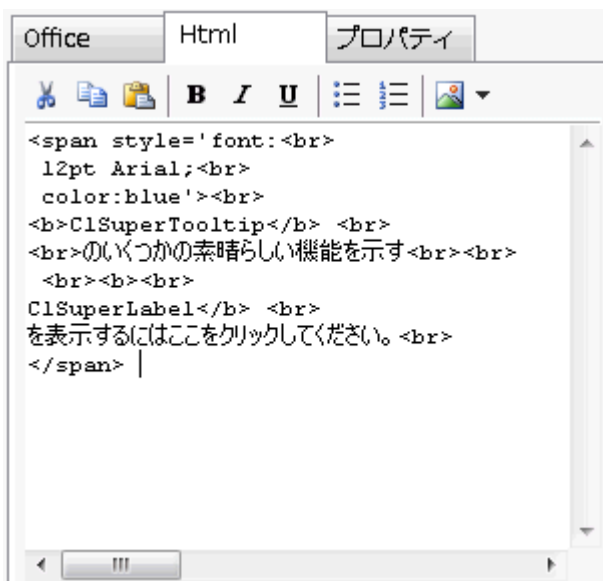 Office Html プロパティ
B I U
<span style='font:<br>
12pt Arial;<br>
color:blue'><br>
<b>C1SuperTooltip</b> <br>
<br>のいくつかの素晴らしい機能を示す<br><br>
<br><b><br>
C1SuperLabel</b> <br>
を表示するにはここをクリックしてください。<br>
</span>